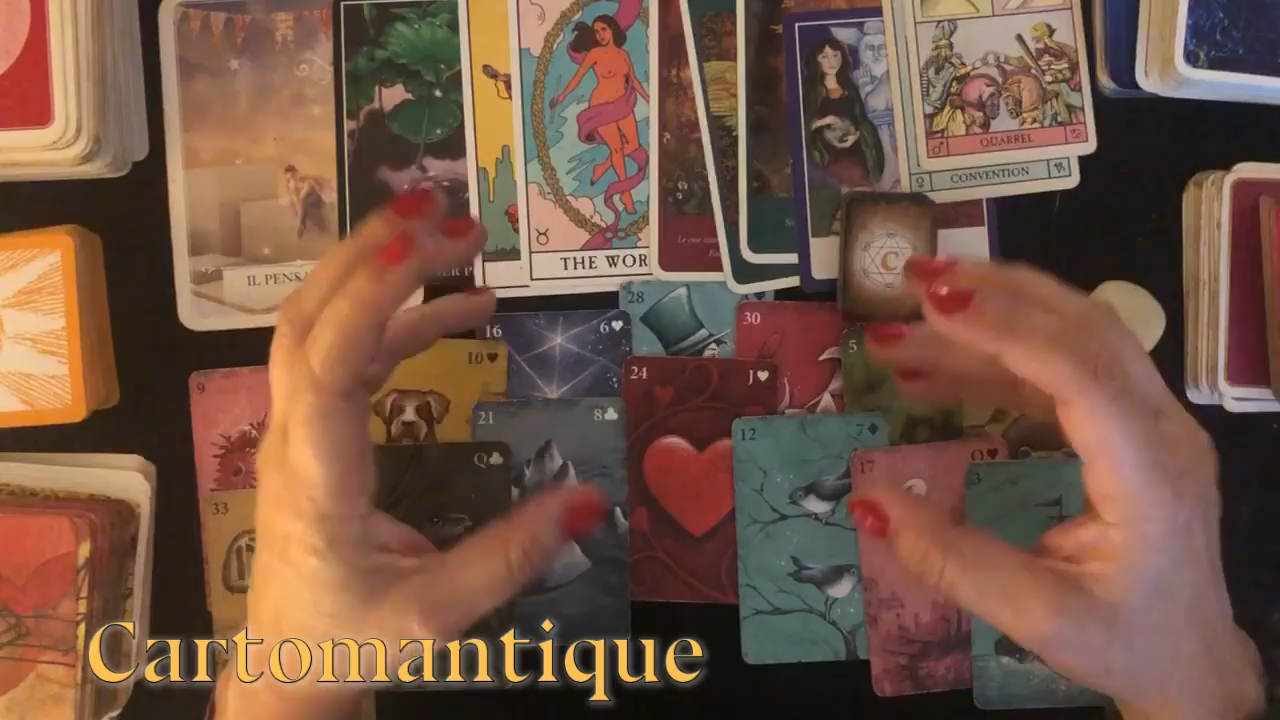 QUARREL
CONVENTION
IL PENS
THE WOR
C
28
16 6
30
10
5
24 J
9
21 8
12 7
Q
17 Q
3
33
Cartomantique